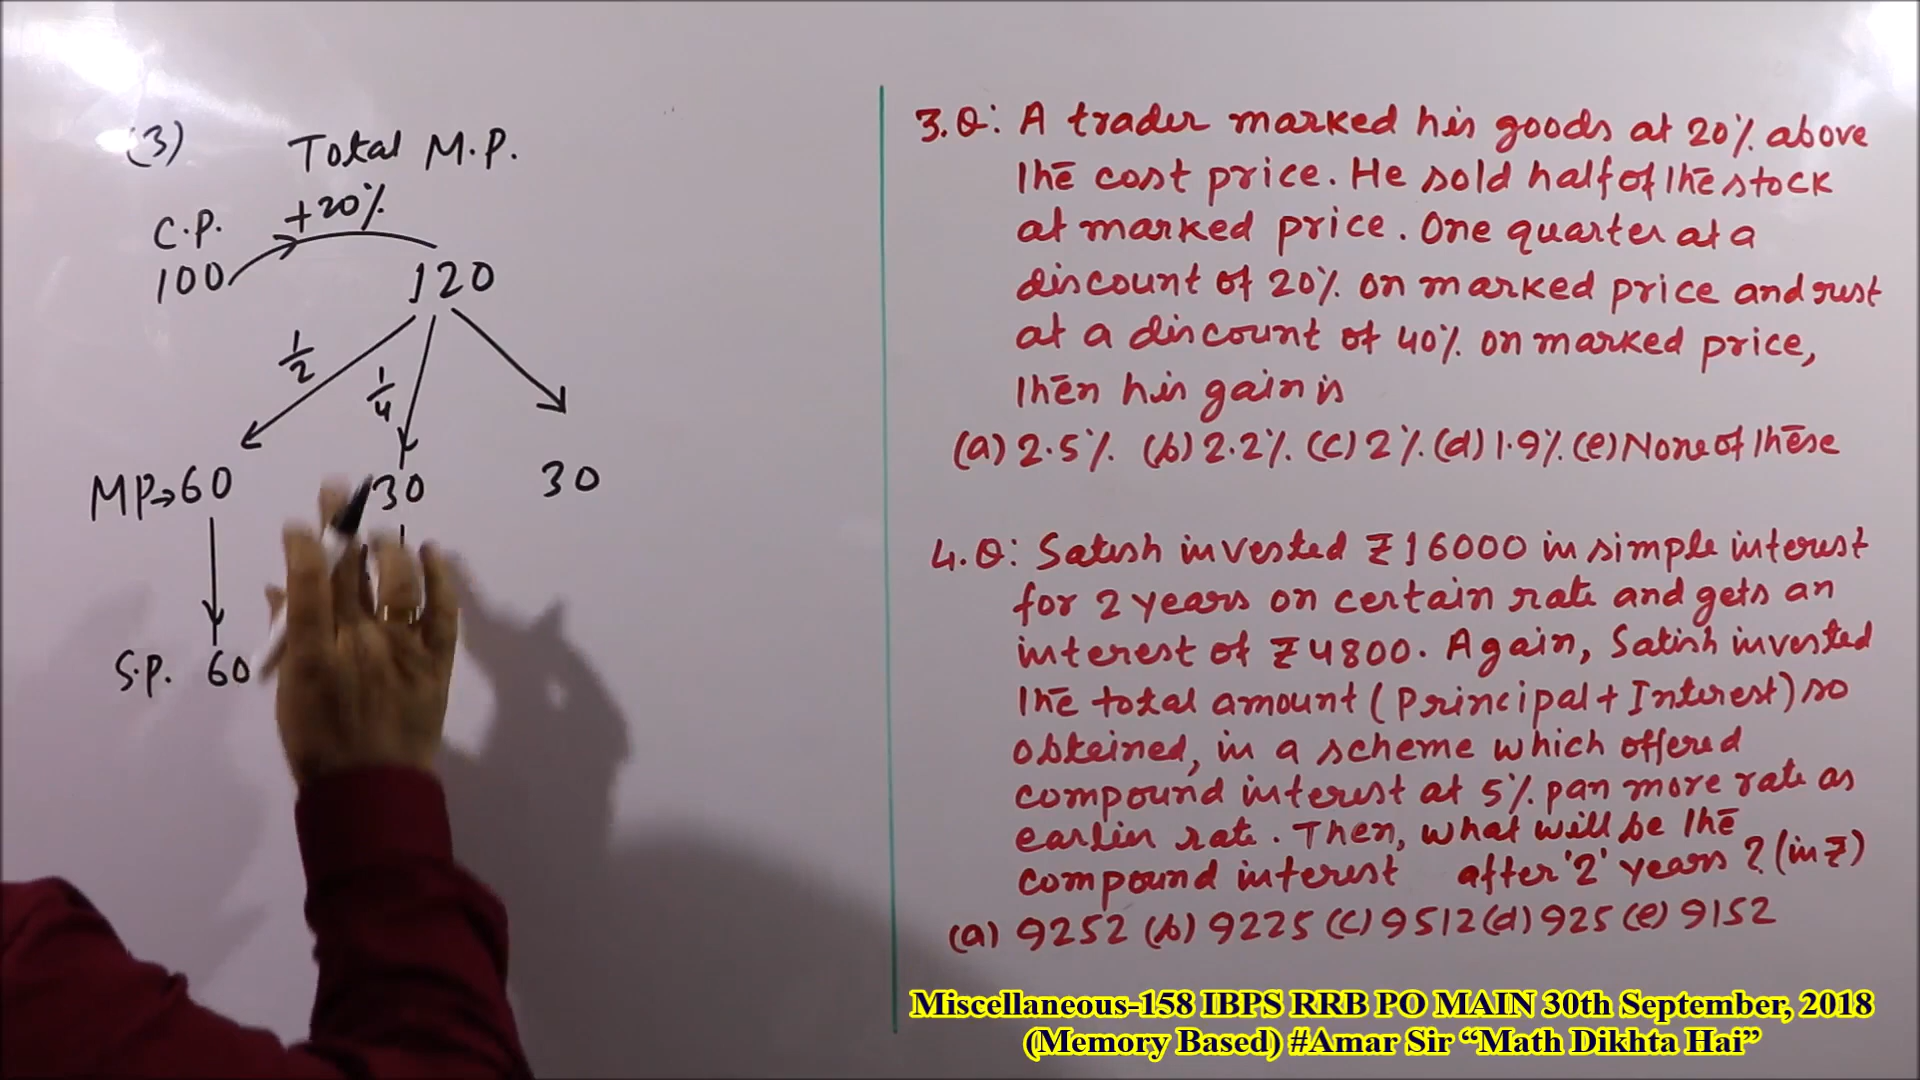 (3) Total M.P.
C.P. +20%
100 120
1/2 1/4
MP→60 30 30
S.P. 60
3.Q: A trader marked his goods at 20% above
the cost price. He sold half of the stock
at marked price. One quarter at a
discount of 20% on marked price and rest
at a discount of 40% on marked price,
then his gain is
(a) 2.5% (b) 2.2% (c) 2% (d) 1.9% (e) None of these
4.Q: Satish invested ₹16000 in simple interest
for 2 years on certain rate and gets an
interest of ₹4800. Again, Satish invested
the total amount (Principal + Interest) so
obteined, in a scheme which offered
compound interest at 5% pan more rate as
earlier rate. Then, what will be the
compound interest after '2' years? (in ₹)
(a) 9252 (b) 9225 (c) 9512 (d) 925 (e) 9152
Miscellaneous-158 IBPS RRB PO MAIN 30th September, 2018
(Memory Based) #Amar Sir “Math Dikhta Hai”